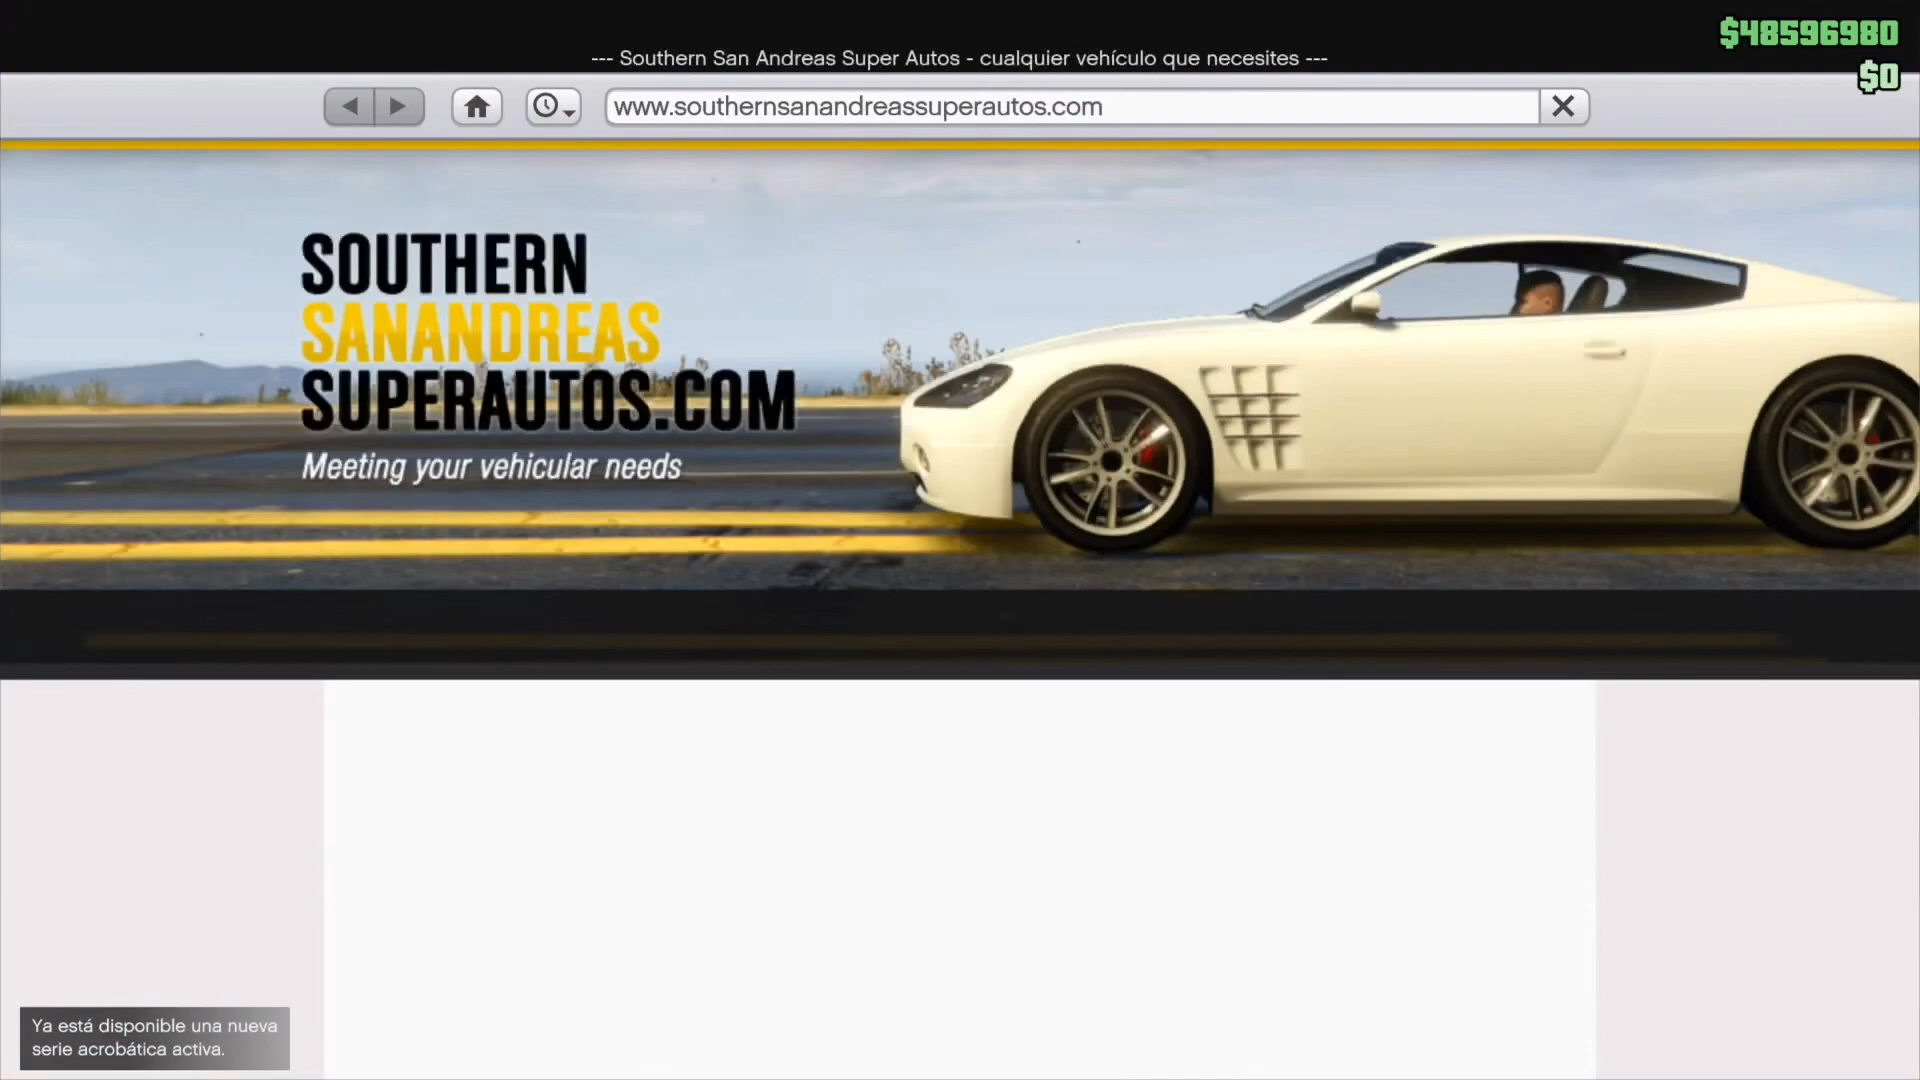 $48596980
--- Southern San Andreas Super Autos - cualquier vehículo que necesites ---
$0
www.southernsanandreassuperautos.com
SOUTHERN
SANANDREAS
SUPERAUTOS.COM
Meeting your vehicular needs
Ya está disponible una nueva
serie acrobática activa.